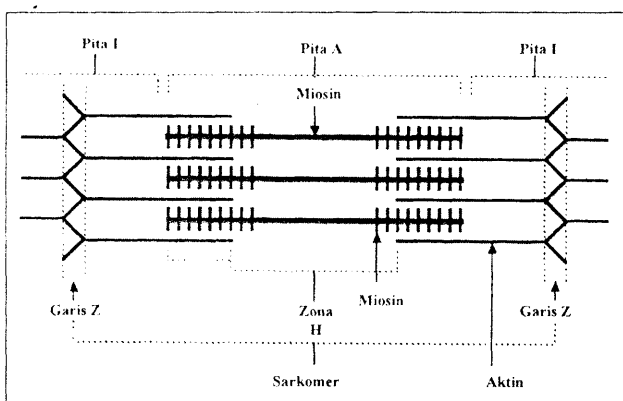 Pita I
Pita A
Pita I
Miosin
Garis Z
Zona
H
Miosin
Garis Z
Sarkomer
Aktin